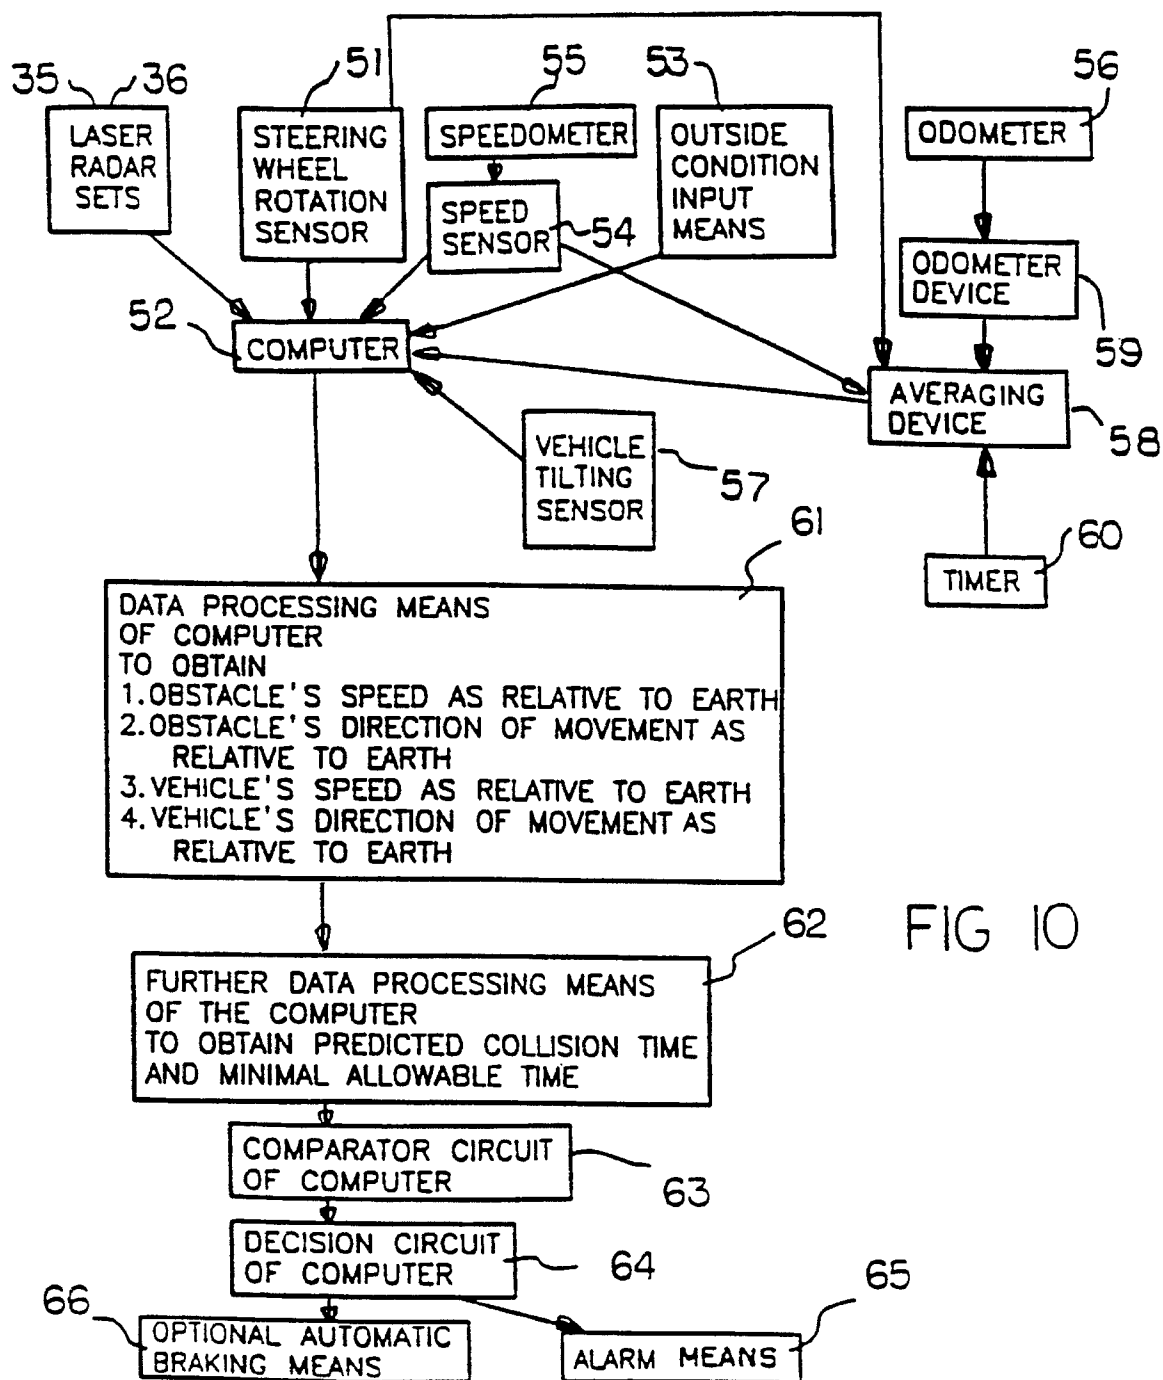 35
36
LASER
RADAR
SETS
51
STEERING
WHEEL
ROTATION
SENSOR
55
SPEEDOMETER
SPEED
SENSOR
54
53
OUTSIDE
CONDITION
INPUT
MEANS
56
ODOMETER
ODOMETER
DEVICE
59
52
COMPUTER
AVERAGING
DEVICE
58
VEHICLE
TILTING
SENSOR
57
60
TIMER
61
DATA PROCESSING MEANS
OF COMPUTER
TO OBTAIN
1. OBSTACLE'S SPEED AS RELATIVE TO EARTH
2. OBSTACLE'S DIRECTION OF MOVEMENT AS
RELATIVE TO EARTH
3. VEHICLE'S SPEED AS RELATIVE TO EARTH
4. VEHICLE'S DIRECTION OF MOVEMENT AS
RELATIVE TO EARTH
FIG 10
62
FURTHER DATA PROCESSING MEANS
OF THE COMPUTER
TO OBTAIN PREDICTED COLLISION TIME
AND MINIMAL ALLOWABLE TIME
COMPARATOR CIRCUIT
OF COMPUTER
63
DECISION CIRCUIT
OF COMPUTER
64
66
OPTIONAL AUTOMATIC
BRAKING MEANS
65
ALARM MEANS